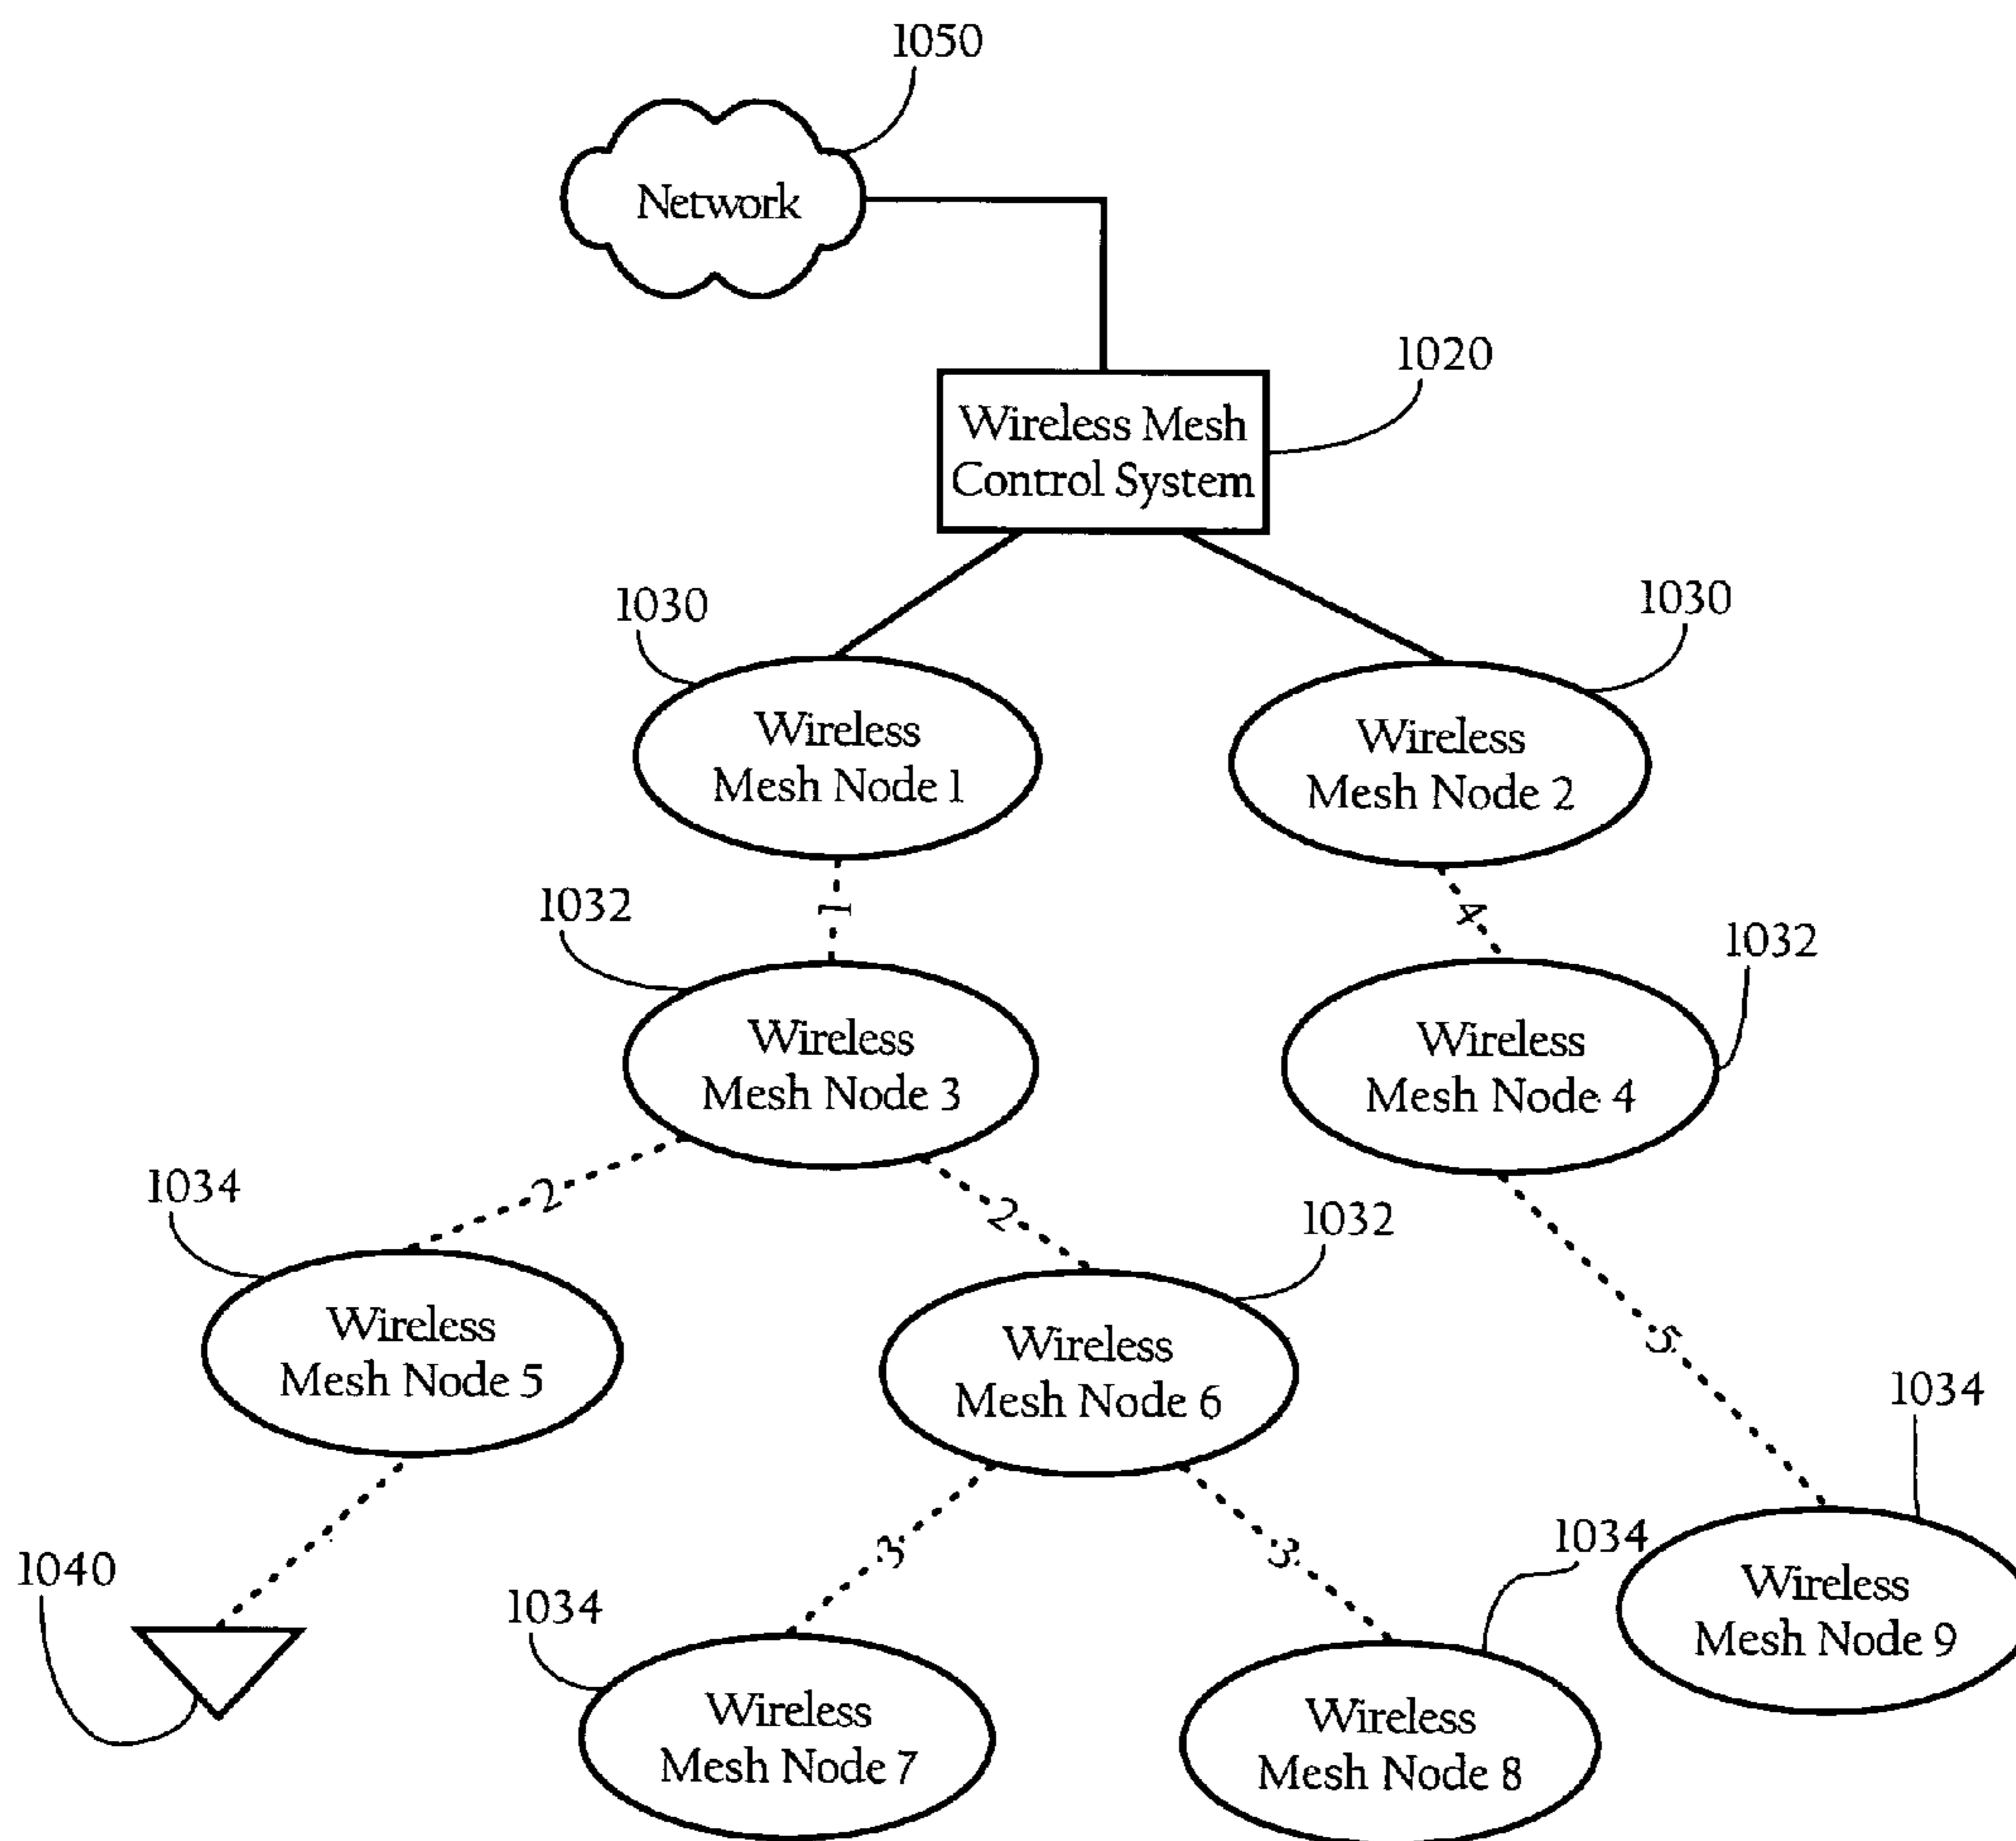 1050
Network
1020
Wireless Mesh
Control System
1030
1030
Wireless
Mesh Node 1
Wireless
Mesh Node 2
1
4
1032
1032
Wireless
Mesh Node 3
Wireless
Mesh Node 4
1034
2
2
1032
Wireless
Mesh Node 5
Wireless
Mesh Node 6
5
1034
1040
3
3
1034
1034
Wireless
Mesh Node 9
Wireless
Mesh Node 7
Wireless
Mesh Node 8